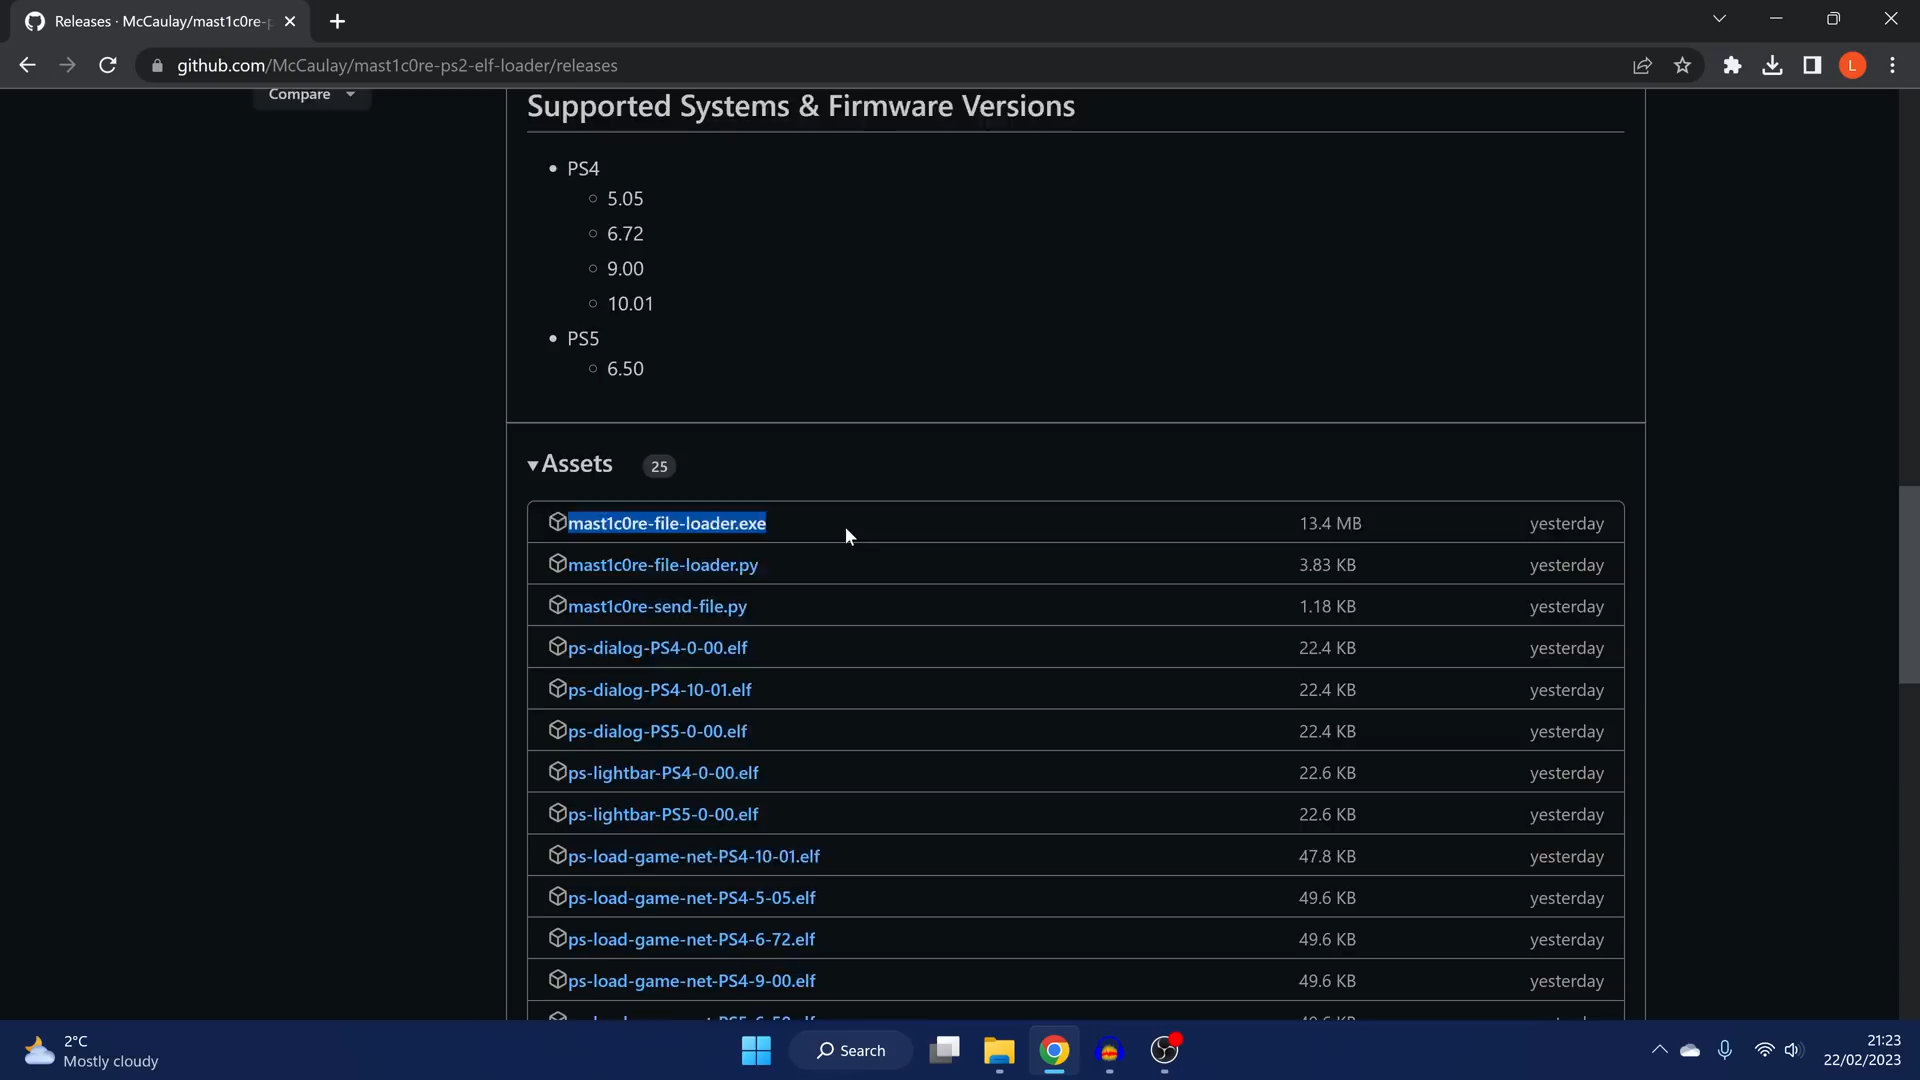 Releases · McCaulay/mast1c0re-p
github.com/McCaulay/mast1c0re-ps2-elf-loader/releases
L
Compare
Supported Systems & Firmware Versions
PS4
5.05
6.72
9.00
10.01
PS5
6.50
Assets 25
mast1c0re-file-loader.exe 13.4 MB yesterday
mast1c0re-file-loader.py 3.83 KB yesterday
mast1c0re-send-file.py 1.18 KB yesterday
ps-dialog-PS4-0-00.elf 22.4 KB yesterday
ps-dialog-PS4-10-01.elf 22.4 KB yesterday
ps-dialog-PS5-0-00.elf 22.4 KB yesterday
ps-lightbar-PS4-0-00.elf 22.6 KB yesterday
ps-lightbar-PS5-0-00.elf 22.6 KB yesterday
ps-load-game-net-PS4-10-01.elf 47.8 KB yesterday
ps-load-game-net-PS4-5-05.elf 49.6 KB yesterday
ps-load-game-net-PS4-6-72.elf 49.6 KB yesterday
ps-load-game-net-PS4-9-00.elf 49.6 KB yesterday
2°C
Mostly cloudy
Search
21:23
22/02/2023